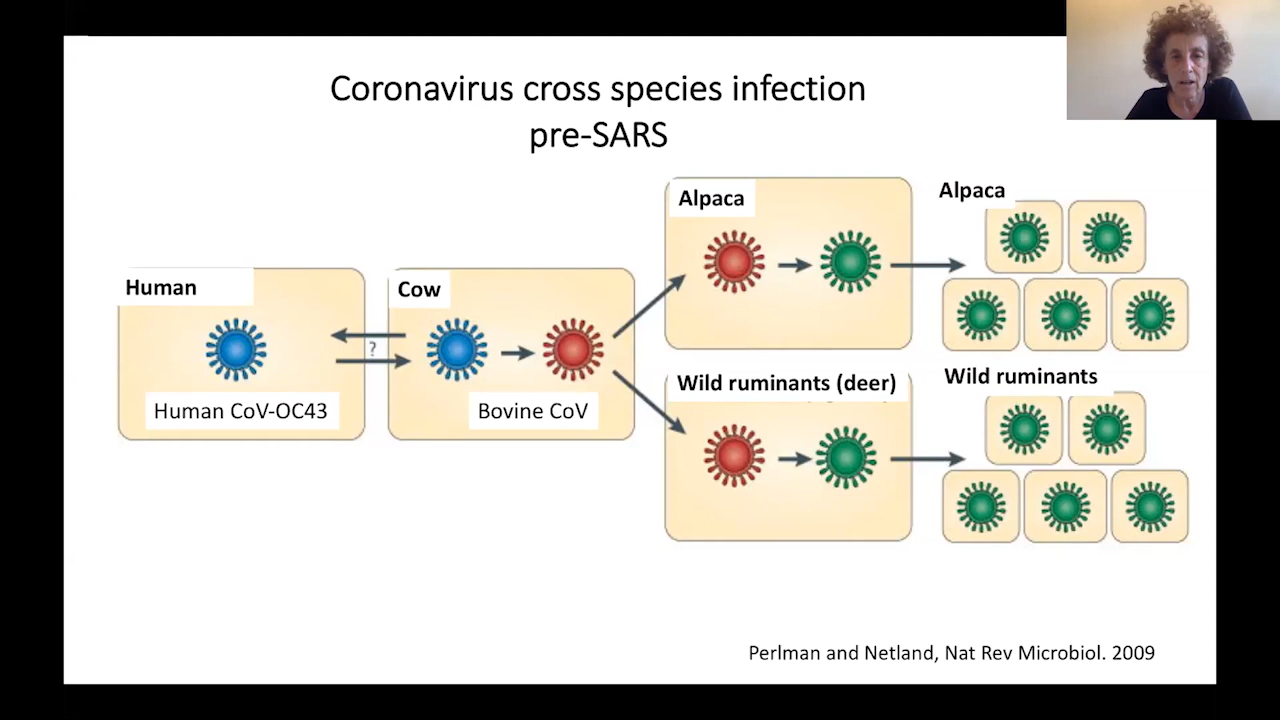 Coronavirus cross species infection
pre-SARS
Human
?
Human CoV-OC43
Cow
Bovine CoV
Alpaca
Alpaca
Wild ruminants (deer)
Wild ruminants
Perlman and Netland, Nat Rev Microbiol. 2009